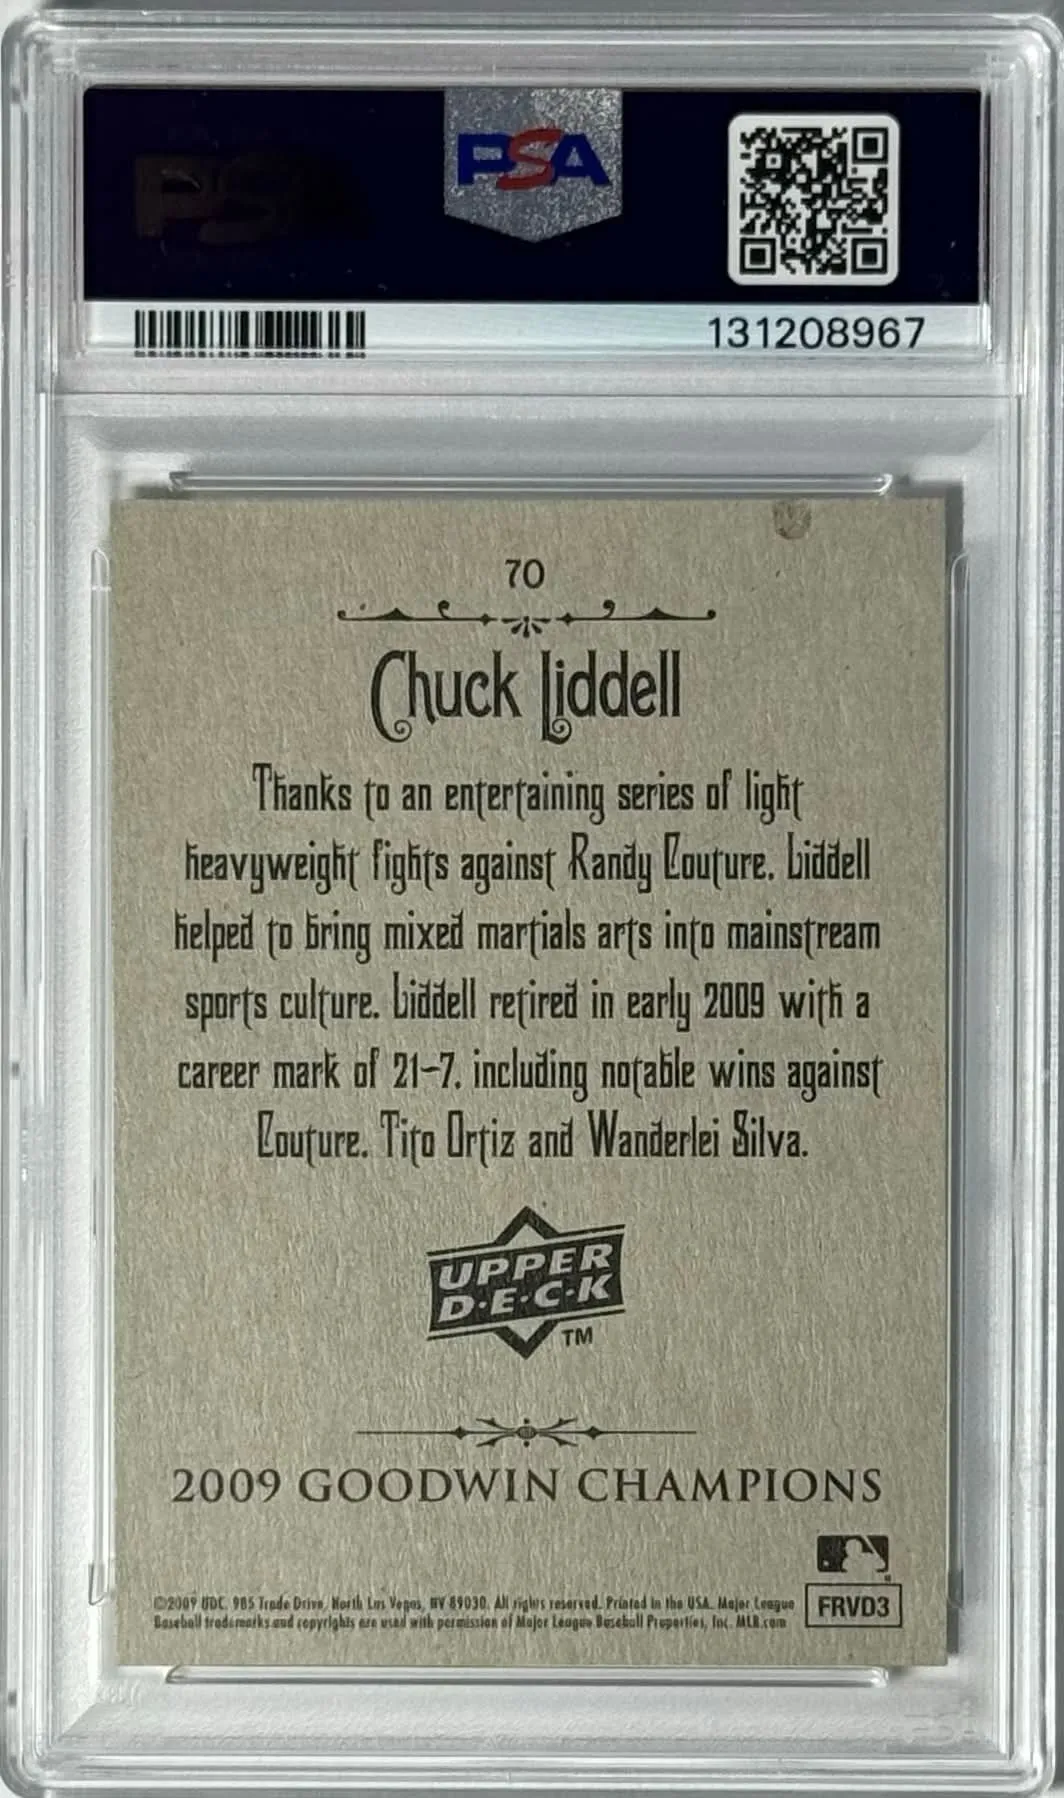 PSA
131208967
70
Chuck Liddell
Thanks to an entertaining series of light
heavyweight fights against Randy Couture, Liddell
helped to bring mixed martials arts into mainstream
sports culture. Liddell retired in early 2009 with a
career mark of 21-7, including notable wins against
Couture, Tito Ortiz and Wanderlei Silva.
UPPER
D·E·C·K
TM
2009 GOODWIN CHAMPIONS
©2009 UDC. 985 Trade Drive, North Las Vegas, NV 89030. All rights reserved. Printed in the USA. Major League
Baseball trademarks and copyrights are used with permission of Major League Baseball Properties, Inc. MLB.com
FRVD3